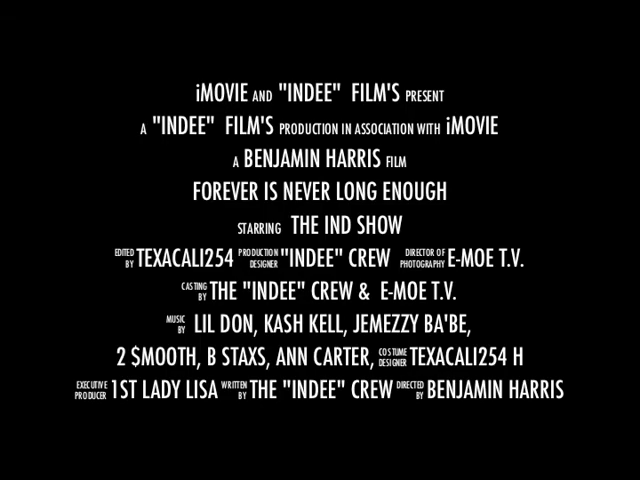 iMOVIE AND "INDEE" FILM'S PRESENT
A "INDEE" FILM'S PRODUCTION IN ASSOCIATION WITH iMOVIE
A BENJAMIN HARRIS FILM
FOREVER IS NEVER LONG ENOUGH
STARRING THE IND SHOW
EDITED BY TEXACALI254 PRODUCTION DESIGNER "INDEE" CREW DIRECTOR OF PHOTOGRAPHY E-MOE T.V.
CASTING BY THE "INDEE" CREW & E-MOE T.V.
MUSIC BY LIL DON, KASH KELL, JEMEZZY BA'BE,
2 $MOOTH, B STAXS, ANN CARTER, COSTUME DESIGNER TEXACALI254 H
EXECUTIVE PRODUCER 1ST LADY LISA WRITTEN BY THE "INDEE" CREW DIRECTED BY BENJAMIN HARRIS